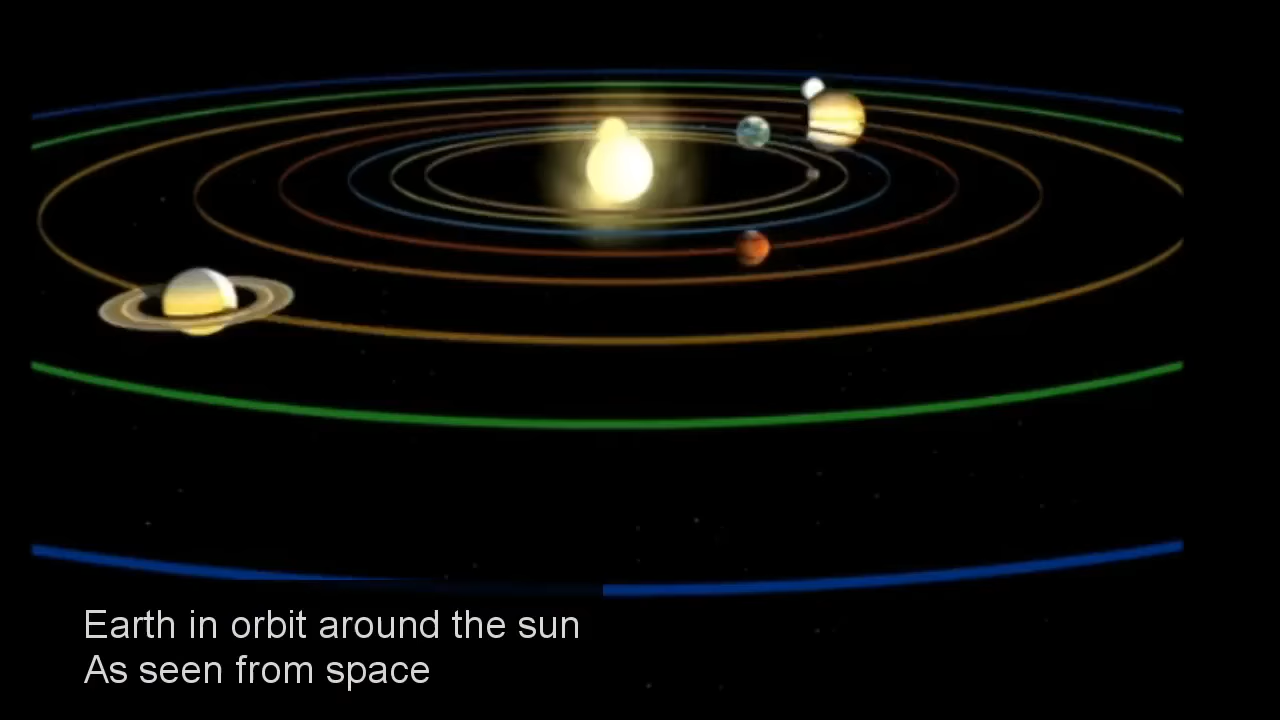 Earth in orbit around the sun
As seen from space